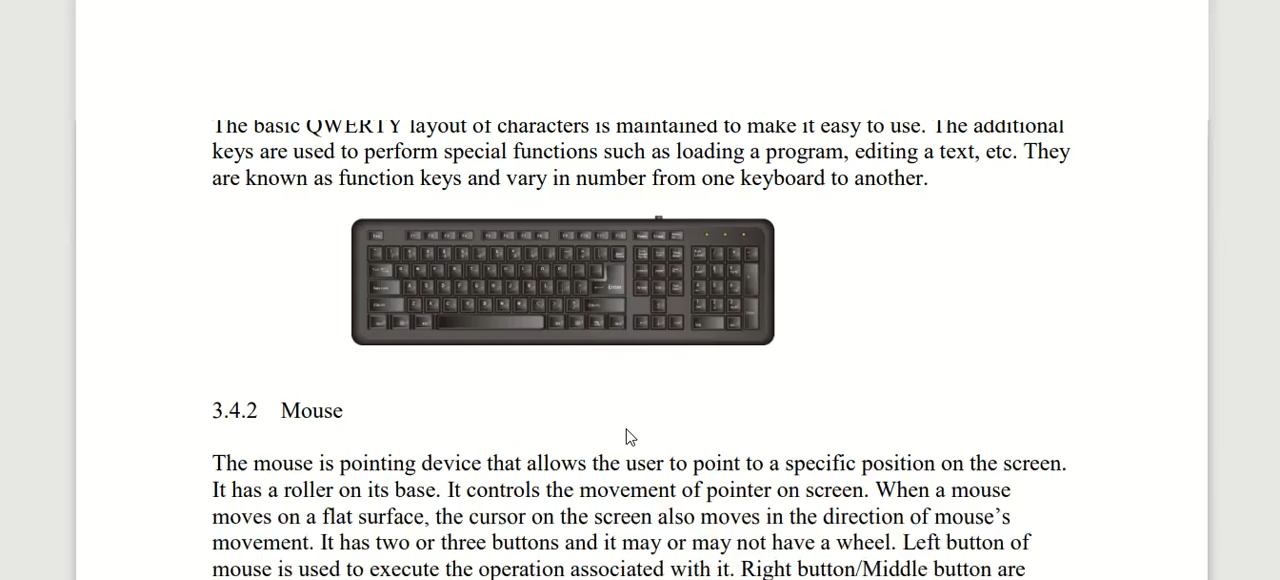 The basic QWERTY layout of characters is maintained to make it easy to use. The additional
keys are used to perform special functions such as loading a program, editing a text, etc. They
are known as function keys and vary in number from one keyboard to another.
Enter
3.4.2 Mouse
The mouse is pointing device that allows the user to point to a specific position on the screen.
It has a roller on its base. It controls the movement of pointer on screen. When a mouse
moves on a flat surface, the cursor on the screen also moves in the direction of mouse’s
movement. It has two or three buttons and it may or may not have a wheel. Left button of
mouse is used to execute the operation associated with it. Right button/Middle button are